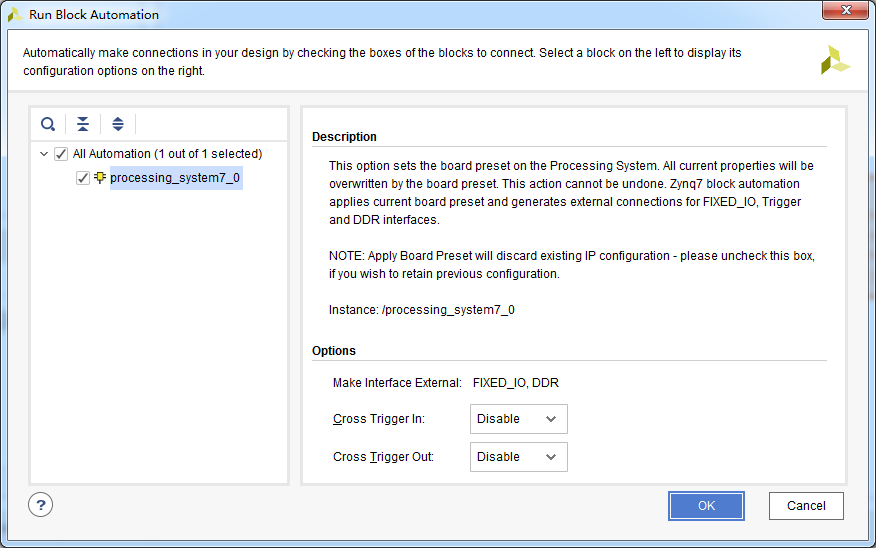 Run Block Automation
Automatically make connections in your design by checking the boxes of the blocks to connect. Select a block on the left to display its
configuration options on the right.
All Automation (1 out of 1 selected)
processing_system7_0
Description
This option sets the board preset on the Processing System. All current properties will be
overwritten by the board preset. This action cannot be undone. Zynq7 block automation
applies current board preset and generates external connections for FIXED_IO, Trigger
and DDR interfaces.
NOTE: Apply Board Preset will discard existing IP configuration - please uncheck this box,
if you wish to retain previous configuration.
Instance: /processing_system7_0
Options
Make Interface External: FIXED_IO, DDR
Cross Trigger In: Disable
Cross Trigger Out: Disable
? OK Cancel